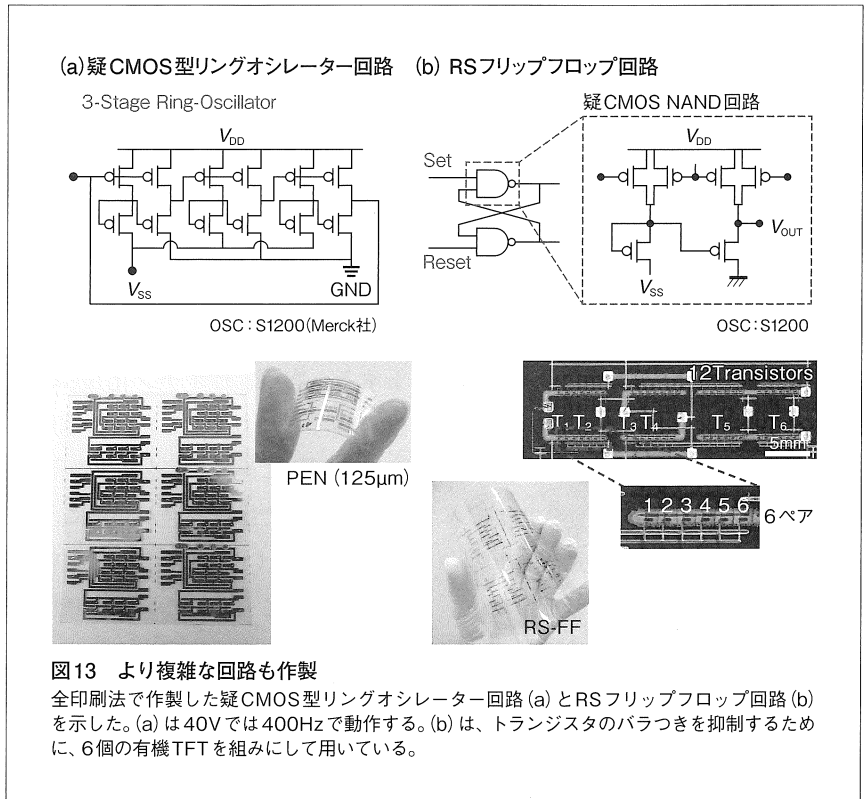 (a)疑CMOS型リングオシレーター回路
3-Stage Ring-Oscillator
VDD
VSS
GND
OSC:S1200(Merck社)
(b) RSフリップフロップ回路
疑CMOS NAND回路
Set
Reset
VDD
VOUT
VSS
OSC:S1200
PEN (125μm)
RS-FF
12Transistors
T1 T2 T3 T4 T5 T6
5mm
1 2 3 4 5 6
6ペア
図13 より複雑な回路も作製
全印刷法で作製した疑CMOS型リングオシレーター回路(a)とRSフリップフロップ回路(b)
を示した。(a)は40Vでは400Hzで動作する。(b)は、トランジスタのバラつきを抑制するため
に、6個の有機TFTを組みにして用いている。